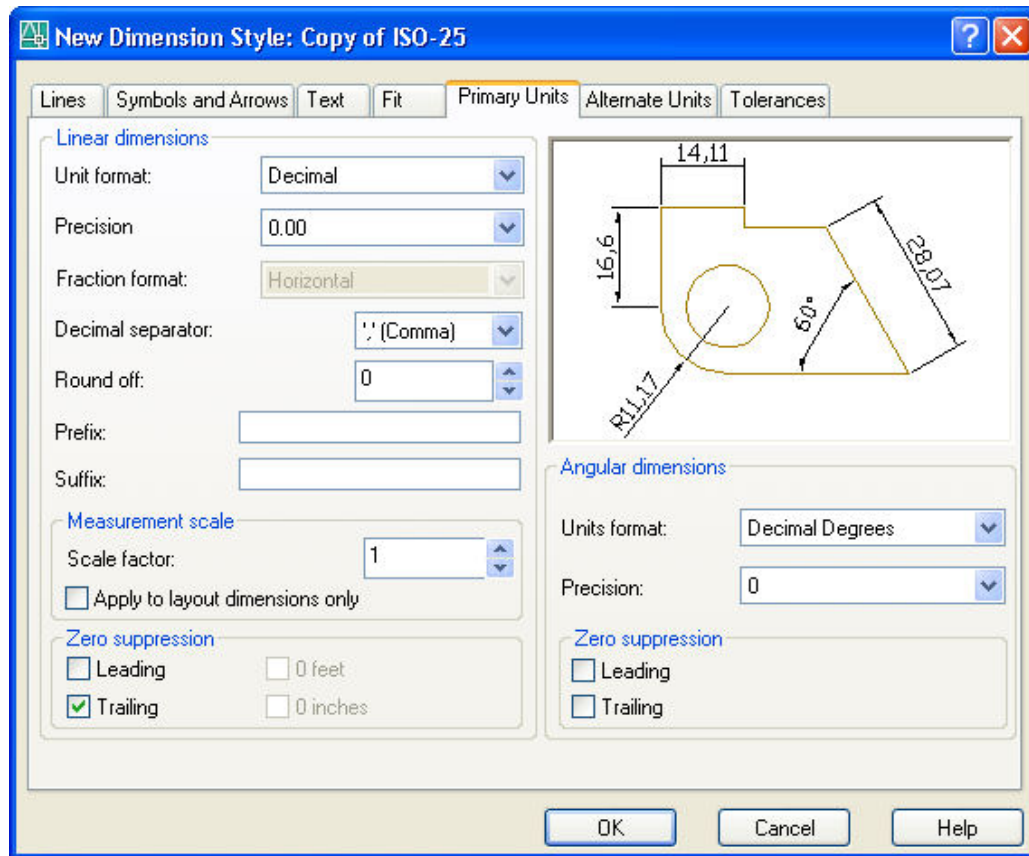 New Dimension Style: Copy of ISO-25
Lines
Symbols and Arrows
Text
Fit
Primary Units
Alternate Units
Tolerances
Linear dimensions
Unit format:
Decimal
Precision
0.00
Fraction format:
Horizontal
Decimal separator:
',' (Comma)
Round off:
0
Prefix:
Suffix:
Measurement scale
Scale factor:
1
Apply to layout dimensions only
Zero suppression
Leading
0 feet
Trailing
0 inches
14,11
16,6
28,07
60°
R11,17
Angular dimensions
Units format:
Decimal Degrees
Precision:
0
Zero suppression
Leading
Trailing
OK
Cancel
Help